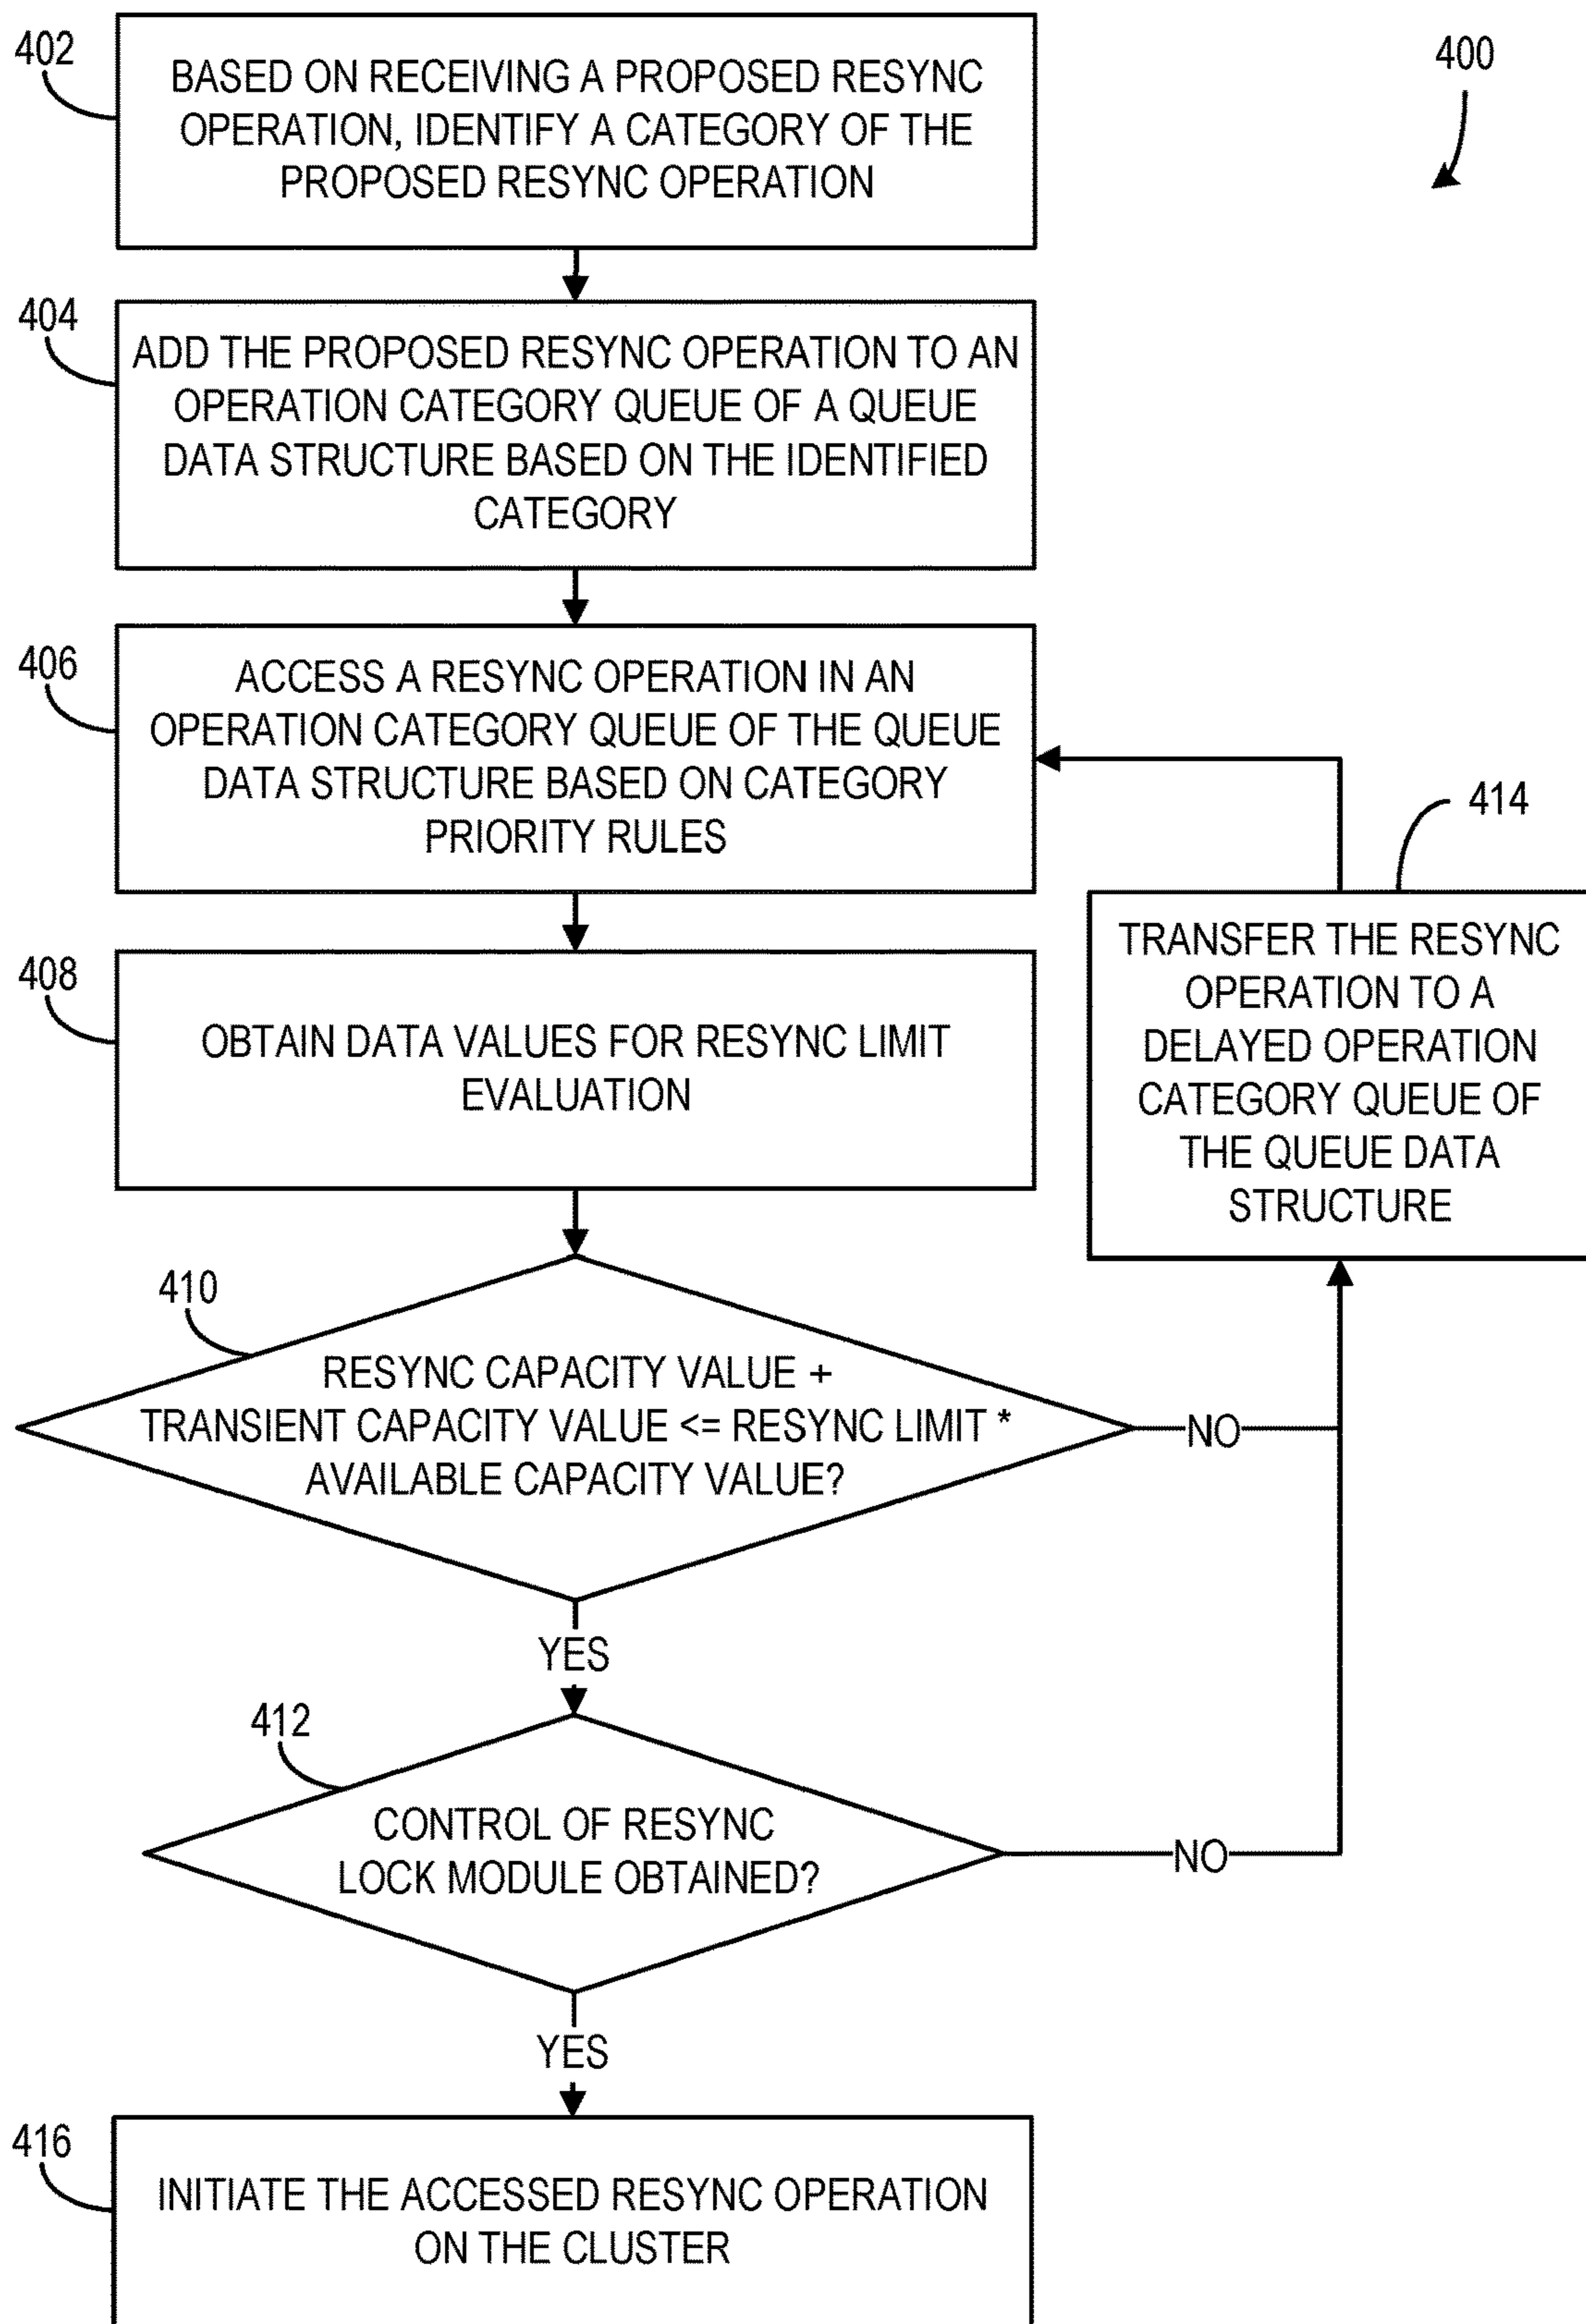 402
400
BASED ON RECEIVING A PROPOSED RESYNC
OPERATION, IDENTIFY A CATEGORY OF THE
PROPOSED RESYNC OPERATION
404
ADD THE PROPOSED RESYNC OPERATION TO AN
OPERATION CATEGORY QUEUE OF A QUEUE
DATA STRUCTURE BASED ON THE IDENTIFIED
CATEGORY
406
ACCESS A RESYNC OPERATION IN AN
OPERATION CATEGORY QUEUE OF THE QUEUE
DATA STRUCTURE BASED ON CATEGORY
PRIORITY RULES
414
TRANSFER THE RESYNC
OPERATION TO A
DELAYED OPERATION
CATEGORY QUEUE OF
THE QUEUE DATA
STRUCTURE
408
OBTAIN DATA VALUES FOR RESYNC LIMIT
EVALUATION
410
RESYNC CAPACITY VALUE +
TRANSIENT CAPACITY VALUE <= RESYNC LIMIT *
AVAILABLE CAPACITY VALUE?
NO
YES
412
CONTROL OF RESYNC
LOCK MODULE OBTAINED?
NO
YES
416
INITIATE THE ACCESSED RESYNC OPERATION
ON THE CLUSTER